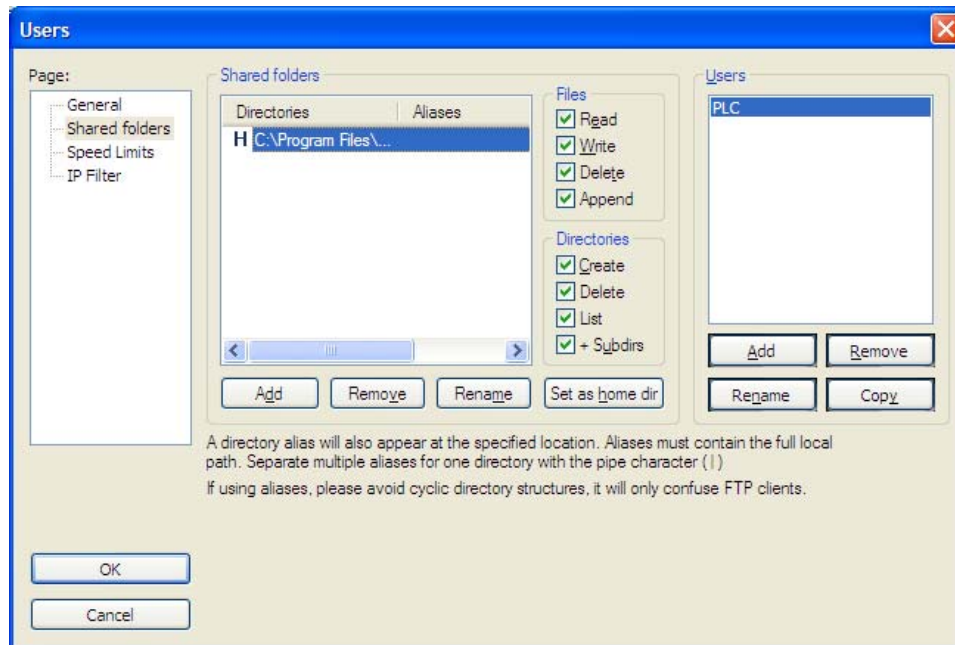 Users
Page:
General
Shared folders
Speed Limits
IP Filter
Shared folders
Directories Aliases
H C:\Program Files\...
Files
Read
Write
Delete
Append
Directories
Create
Delete
List
+ Subdirs
Add Remove Rename Set as home dir
Users
PLC
Add Remove
Rename Copy
A directory alias will also appear at the specified location. Aliases must contain the full local
path. Separate multiple aliases for one directory with the pipe character ( | )
If using aliases, please avoid cyclic directory structures, it will only confuse FTP clients.
OK
Cancel